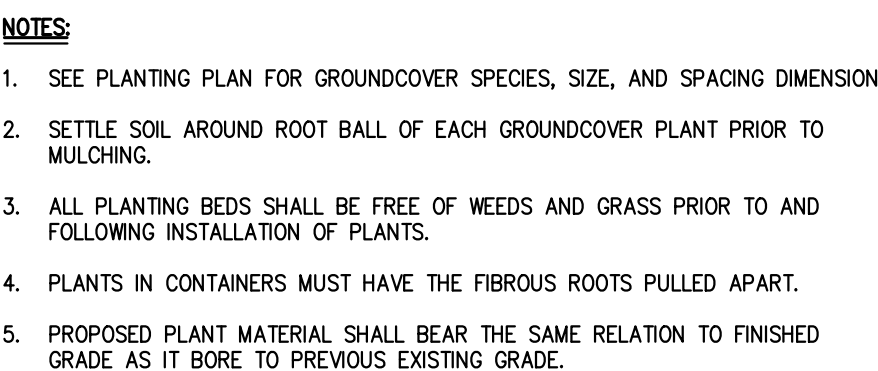 NOTES:
1. SEE PLANTING PLAN FOR GROUNDCOVER SPECIES, SIZE, AND SPACING DIMENSION
2. SETTLE SOIL AROUND ROOT BALL OF EACH GROUNDCOVER PLANT PRIOR TO
MULCHING.
3. ALL PLANTING BEDS SHALL BE FREE OF WEEDS AND GRASS PRIOR TO AND
FOLLOWING INSTALLATION OF PLANTS.
4. PLANTS IN CONTAINERS MUST HAVE THE FIBROUS ROOTS PULLED APART.
5. PROPOSED PLANT MATERIAL SHALL BEAR THE SAME RELATION TO FINISHED
GRADE AS IT BORE TO PREVIOUS EXISTING GRADE.